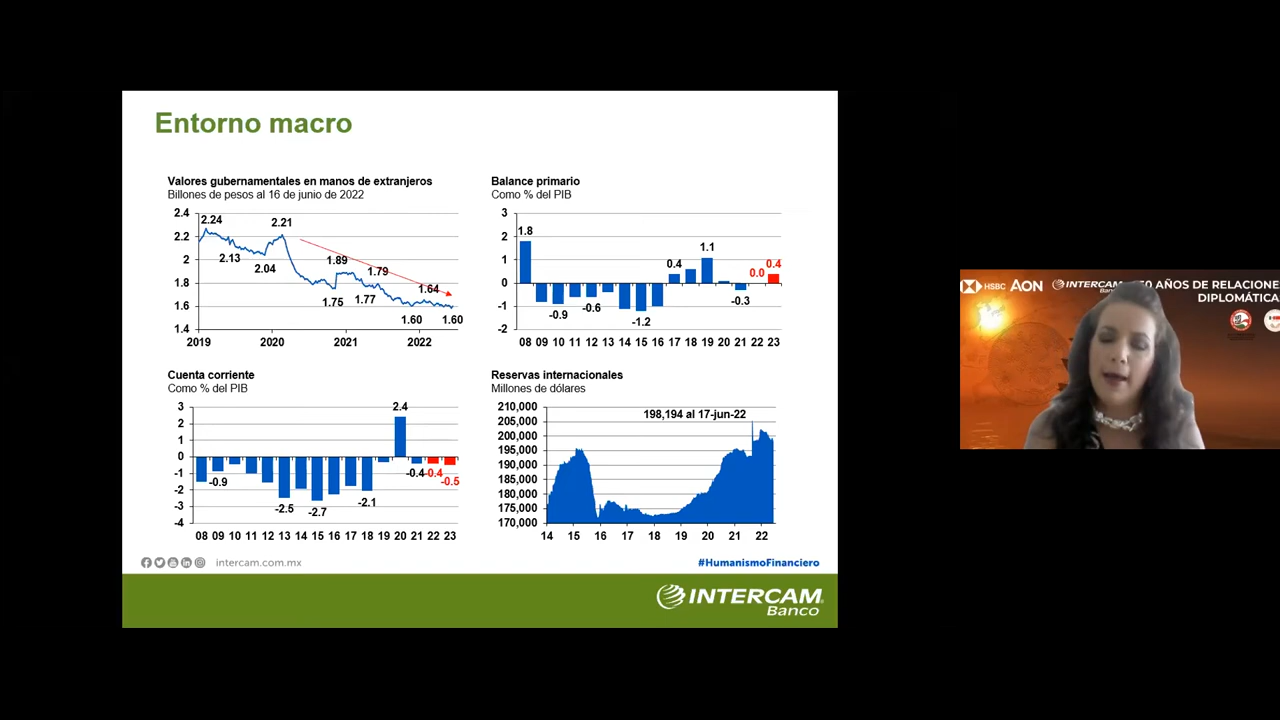 Entorno macro
Valores gubernamentales en manos de extranjeros
Billones de pesos al 16 de junio de 2022
2.4
2.2
2
1.8
1.6
1.4
2.24
2.21
2.13
2.04
1.89
1.79
1.75
1.77
1.64
1.60
1.60
2019 2020 2021 2022
Balance primario
Como % del PIB
3
2
1
0
-1
-2
1.8
-0.9
-0.6
-1.2
0.4
1.1
-0.3
0.0
0.4
08 09 10 11 12 13 14 15 16 17 18 19 20 21 22 23
Cuenta corriente
Como % del PIB
3
2
1
0
-1
-2
-3
-4
-0.9
-2.5
-2.7
-2.1
2.4
-0.4
-0.4
-0.5
08 09 10 11 12 13 14 15 16 17 18 19 20 21 22 23
Reservas internacionales
Millones de dólares
210,000
205,000
200,000
195,000
190,000
185,000
180,000
175,000
170,000
198,194 al 17-jun-22
14 15 16 17 18 19 20 21 22
intercam.com.mx
#HumanismoFinanciero
INTERCAM
Banco
HSBC AON INTERCAM
AÑOS DE RELACIONE
DIPLOMÁTICA